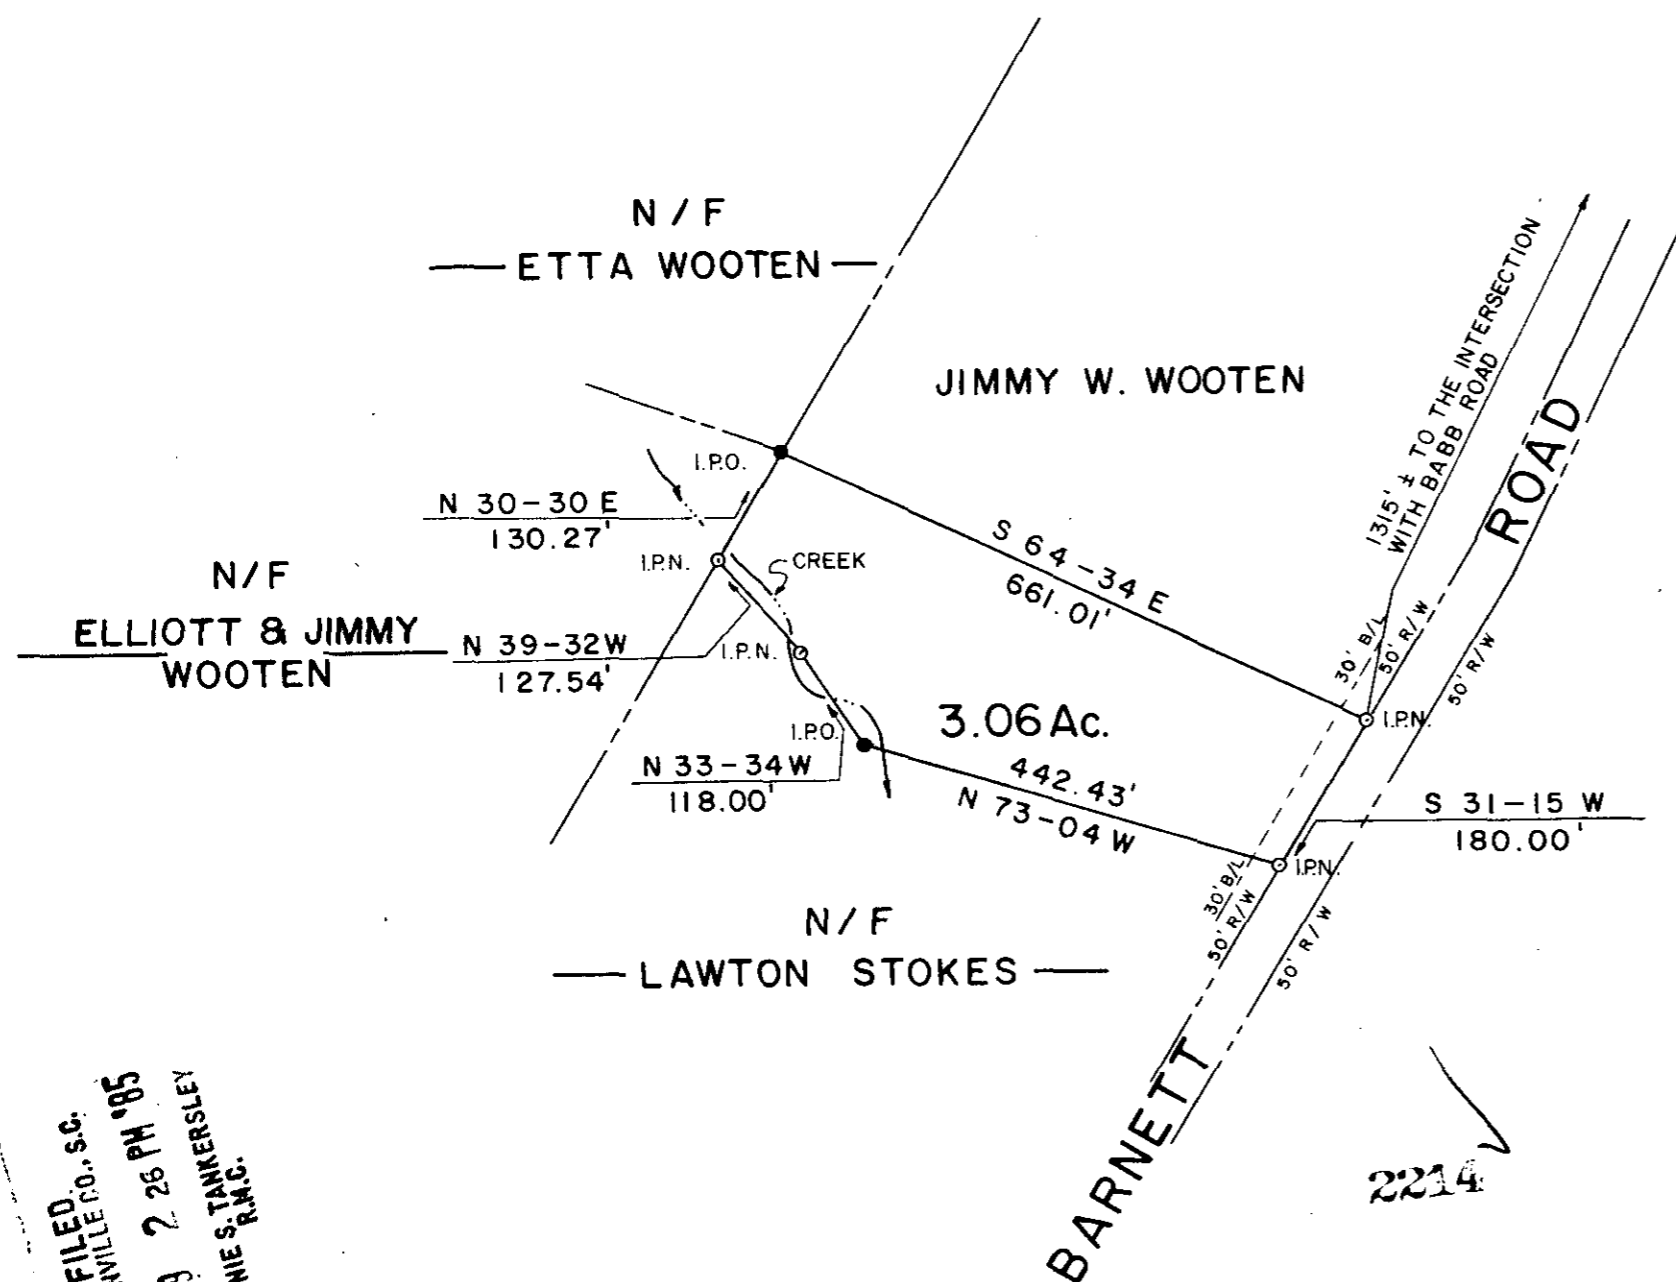 N / F
ETTA WOOTEN
JIMMY W. WOOTEN
1315' ± TO THE INTERSECTION
WITH BABB ROAD
I.P.O.
N 30-30 E
130.27'
I.P.N.
CREEK
S 64-34 E
661.01'
N/F
ELLIOTT & JIMMY
WOOTEN
N 39-32 W
127.54'
I.P.N.
30' B/L
50' R/W
50' R/W
I.P.N.
I.P.O.
3.06 Ac.
N 33-34 W
118.00'
442.43'
N 73-04 W
S 31-15 W
180.00'
I.P.N.
30' B/L
50' R/W
50' R/W
N/F
LAWTON STOKES
BARNETT ROAD
2214
FILED
CO., S.C.
2 26 PM '85
S. TANKERSLEY
R.M.C.